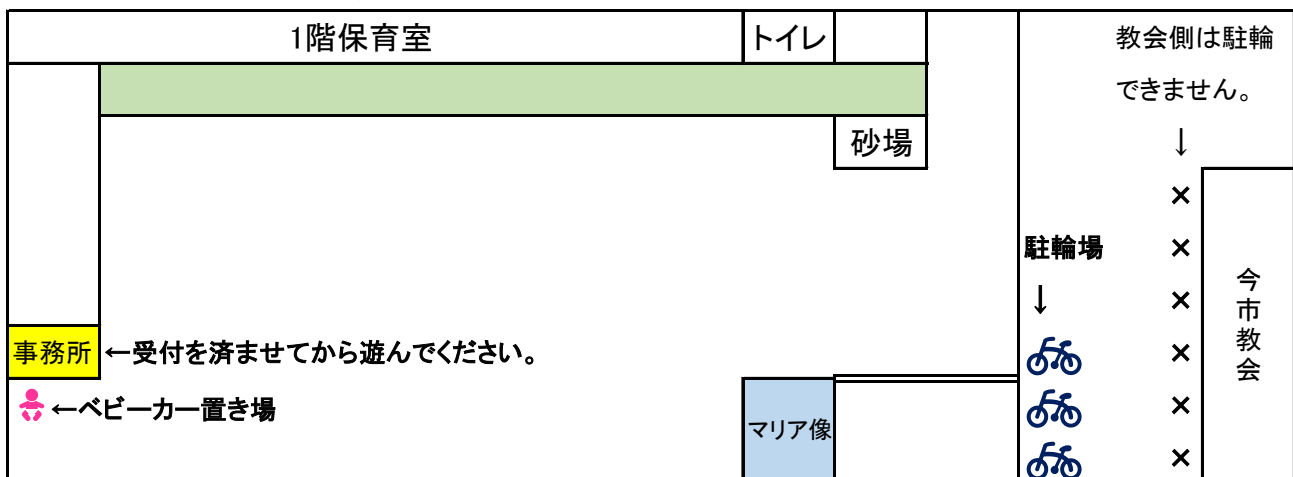 1階保育室
トイレ
教会側は駐輪
できません。
↓
砂場
×
駐輪場
×
↓
×
今市教会
事務所
←受付を済ませてから遊んでください。
×
←ベビーカー置き場
マリア像
×
×